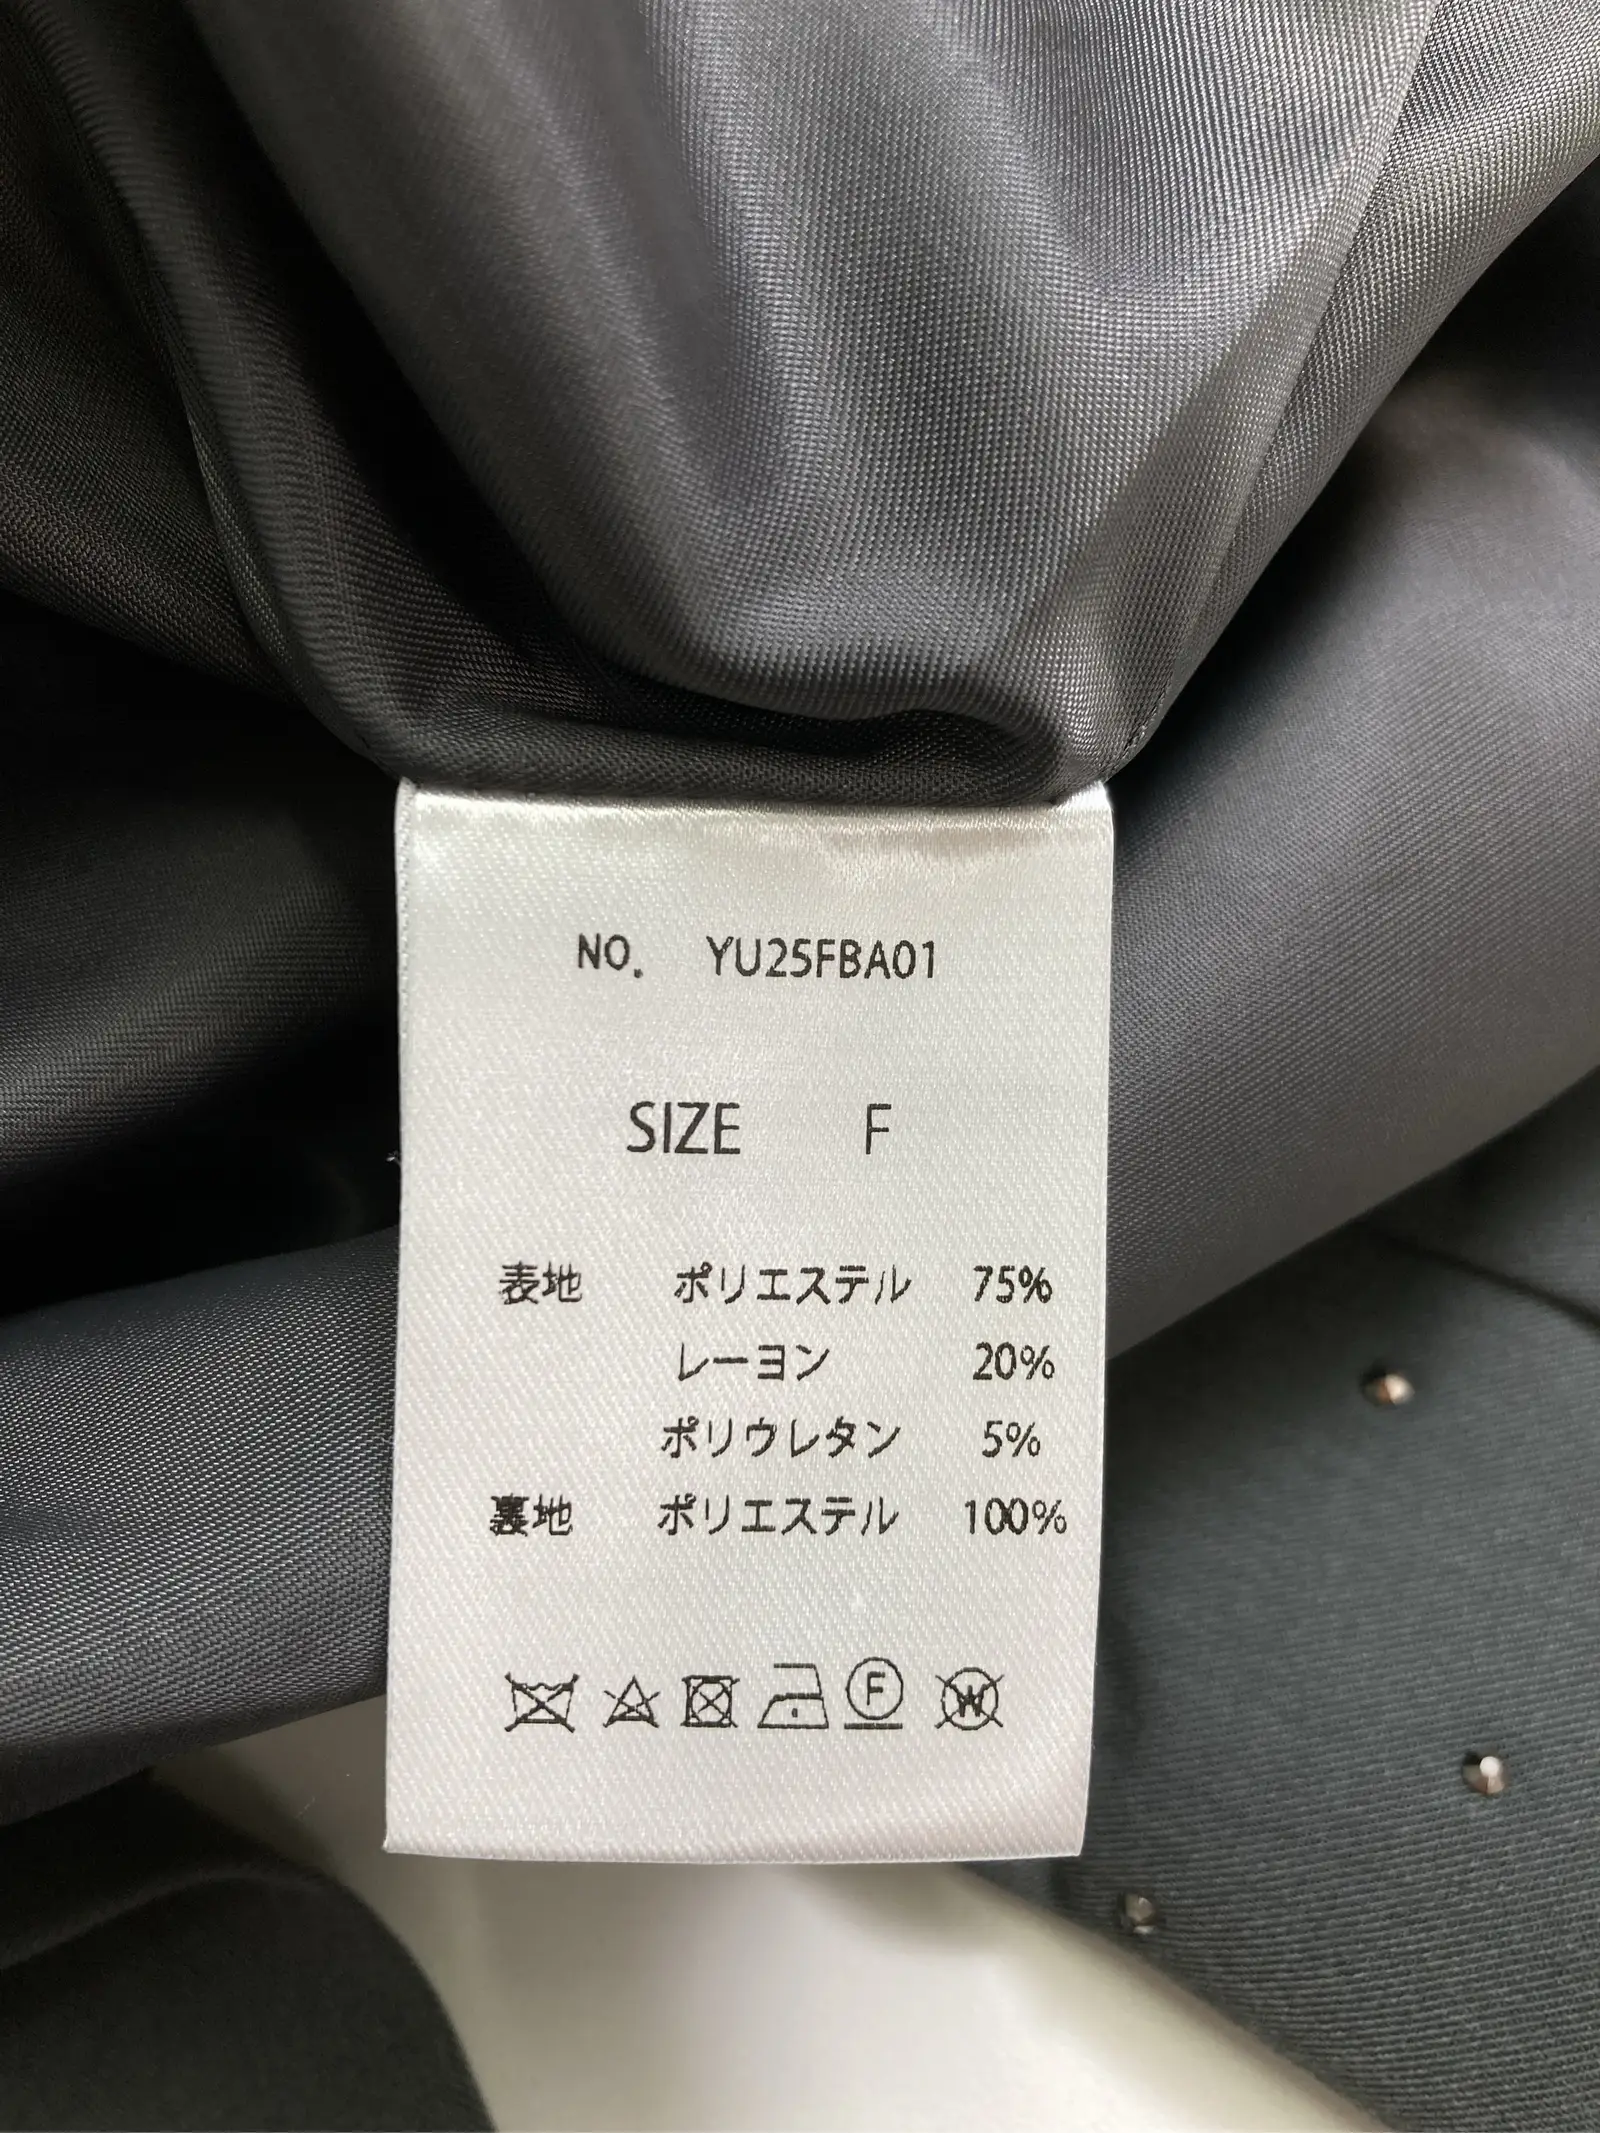 NO. YU25FBA01
SIZE F
表地 ポリエステル 75%
レーヨン 20%
ポリウレタン 5%
裏地 ポリエステル 100%
F W